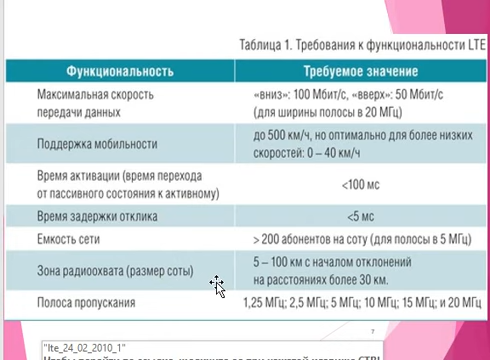 Таблица 1. Требования к функциональности LTE
Функциональность Требуемое значение
Максимальная скорость
передачи данных
«вниз»: 100 Мбит/с, «вверх»: 50 Мбит/с
(для ширины полосы в 20 МГц)
Поддержка мобильности
до 500 км/ч, но оптимально для более низких
скоростей: 0 – 40 км/ч
Время активации (время перехода
от пассивного состояния к активному)
<100 мс
Время задержки отклика <5 мс
Емкость сети > 200 абонентов на соту (для полосы в 5 МГц)
Зона радиоохвата (размер соты)
5 – 100 км с началом отклонений
на расстояниях более 30 км.
Полоса пропускания 1,25 МГц; 2,5 МГц; 5 МГц; 10 МГц; 15 МГц; и 20 МГц
7
"lte_24_02_2010_1"